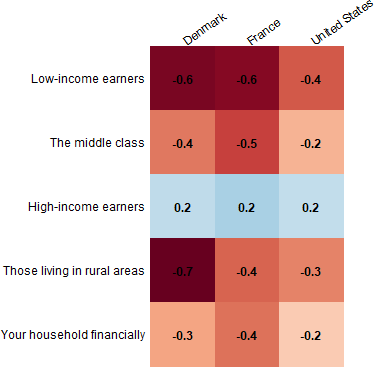 Denmark France United States
Low-income earners -0.6 -0.6 -0.4
The middle class -0.4 -0.5 -0.2
High-income earners 0.2 0.2 0.2
Those living in rural areas -0.7 -0.4 -0.3
Your household financially -0.3 -0.4 -0.2